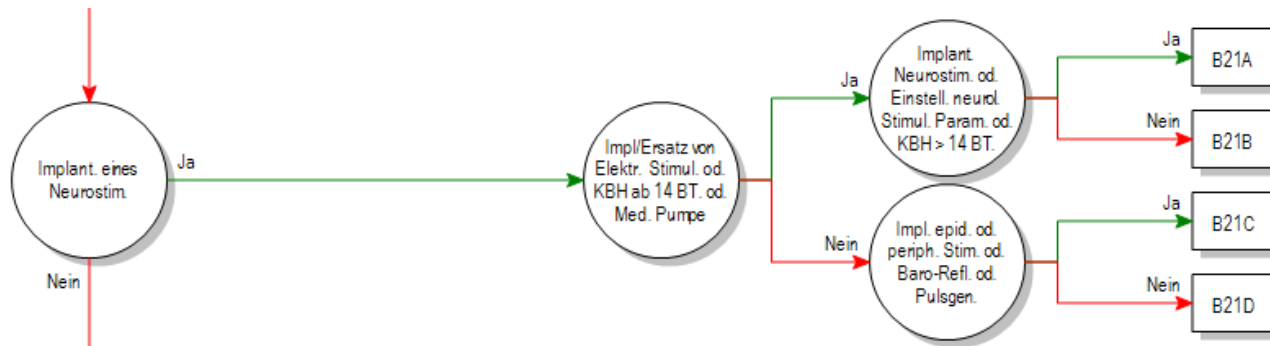 Implant. eines
Neurostim.
Ja
Nein
Impl/Ersatz von
Elektr. Stimul. od.
KBH ab 14 BT. od.
Med. Pumpe
Ja
Nein
Implant.
Neurostim. od.
Einstell. neurol.
Stimul. Param. od.
KBH > 14 BT.
Ja
B21A
Nein
B21B
Impl. epid. od.
periph. Stim. od.
Baro-Refl. od.
Pulsgen.
Ja
B21C
Nein
B21D